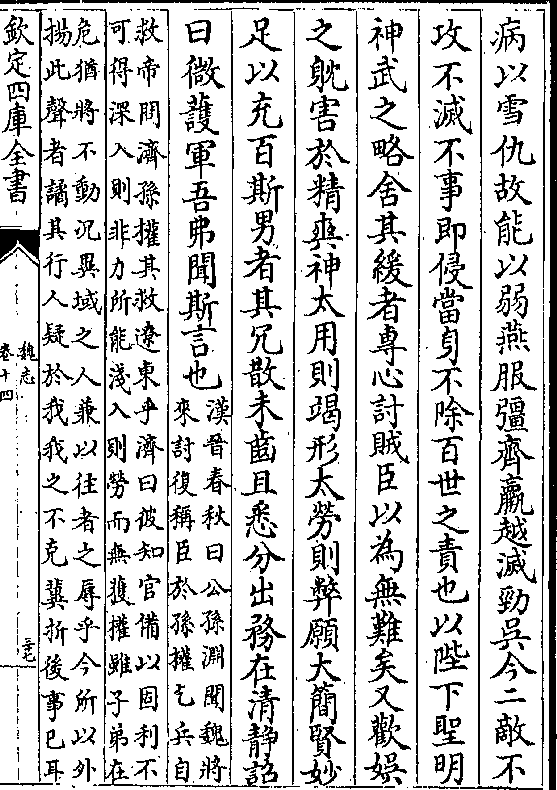 病以雪仇故能以弱燕服彊齊羸越滅勁吳今二敵不
攻不滅不事即侵當身不除百世之責也以陛下聖明
神武之略舍其緩者專心討賊臣以為無難矣又歡娯
之躭害於精爽神太用則竭形太勞則弊願大簡賢妙
足以充百斯男者其冗散未齒且悉分出務在清静詔
曰微䕶軍吾弗聞斯言也
漢晉春秋曰公孫淵聞魏將
來討復稱臣於孫權乞兵自
救帝問濟孫權其救遼東乎濟曰彼知官備以固利不
可得深入則非力所能淺入則勞而無獲權雖子弟在
危猶將不動況異域之人兼以往者之辱乎今所以外
揚此聲者譎其行人疑於我我之不克冀折後事已耳
欽定四庫全書
魏志
卷十四
三七